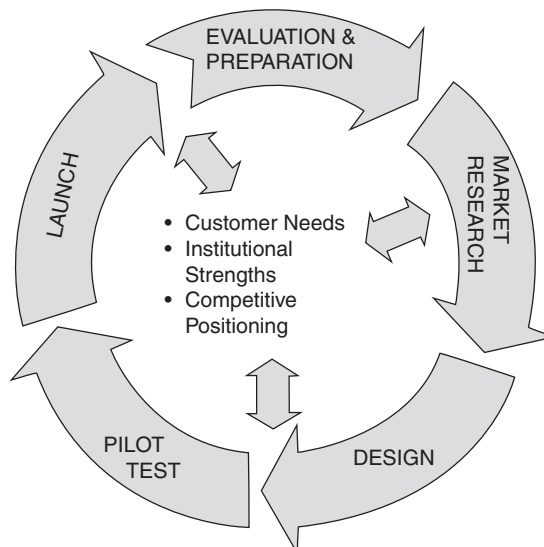 EVALUATION &
PREPARATION
MARKET
RESEARCH
DESIGN
PILOT
TEST
LAUNCH
• Customer Needs
• Institutional
Strengths
• Competitive
Positioning